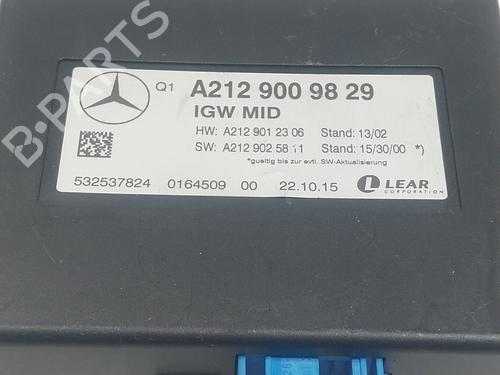 B-PARTS
Q1 A212 900 98 29
IGW MID
HW: A212 901 23 06 Stand: 13/02
SW: A212 902 58 11 Stand: 15/30/00 *)
*gueltig bis zur evtl. SW-Aktualisierung
532537824 0164509 00 22.10.15 LEAR
CORPORATION